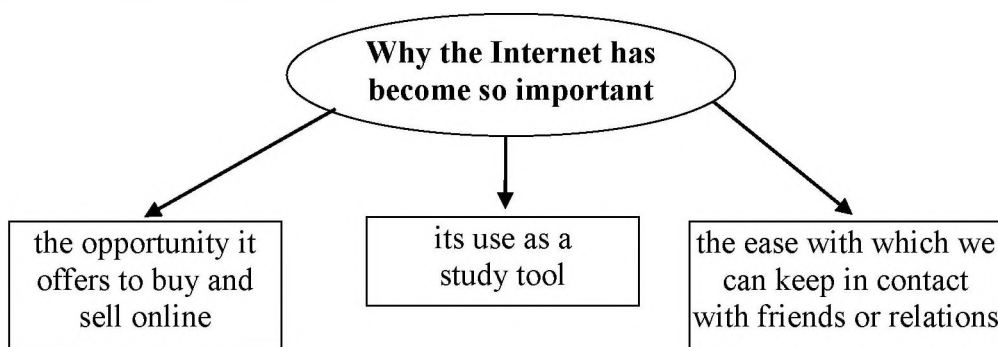 Why the Internet has
become so important
the opportunity it
offers to buy and
sell online
its use as a
study tool
the ease with which we
can keep in contact
with friends or relations